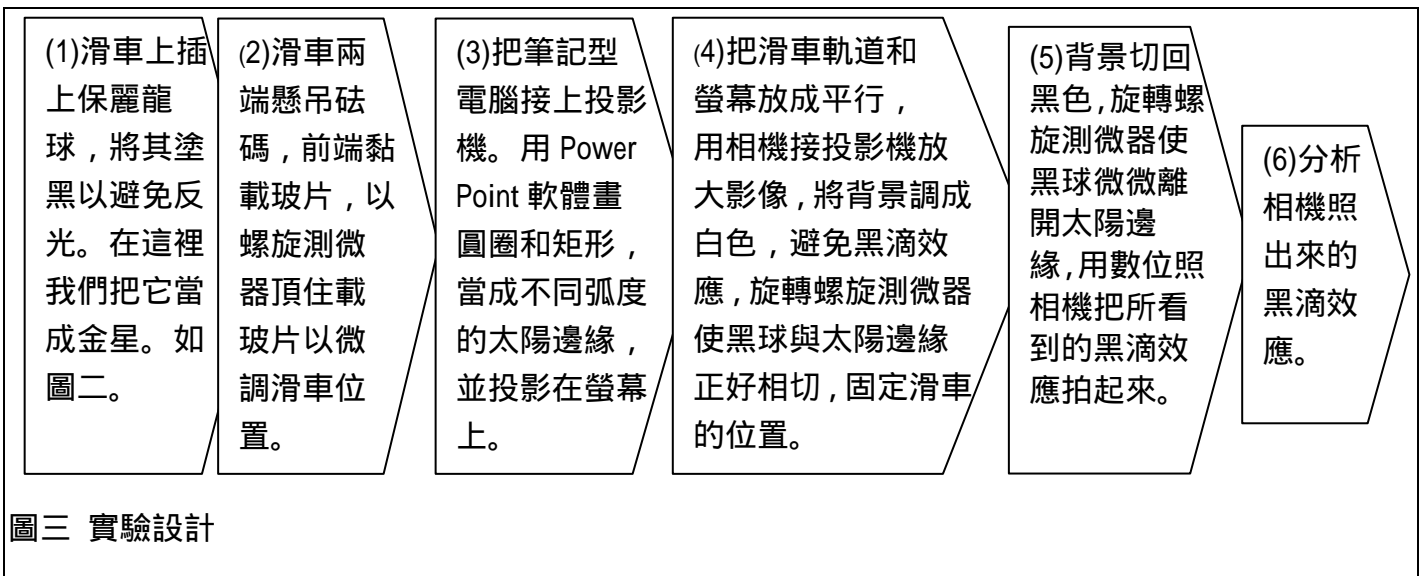 (1)滑車上插
上保麗龍
球，將其塗
黑以避免反
光。在這裡
我們把它當
成金星。如
圖二。
(2)滑車兩
端懸吊砝
碼，前端黏
載玻片，以
螺旋測微
器頂住載
玻片以微
調滑車位
置。
(3)把筆記型
電腦接上投影
機。用 Power
Point 軟體畫
圓圈和矩形，
當成不同弧度
的太陽邊緣，
並投影在螢幕
上。
(4)把滑車軌道和
螢幕放成平行，
用相機接投影機放
大影像，將背景調成
白色，避免黑滴效
應，旋轉螺旋測微器
使黑球與太陽邊緣
正好相切，固定滑車
的位置。
(5)背景切回
黑色，旋轉螺
旋測微器使
黑球微微離
開太陽邊
緣，用數位照
相機把所看
到的黑滴效
應拍起來。
(6)分析
相機照
出來的
黑滴效
應。
圖三 實驗設計